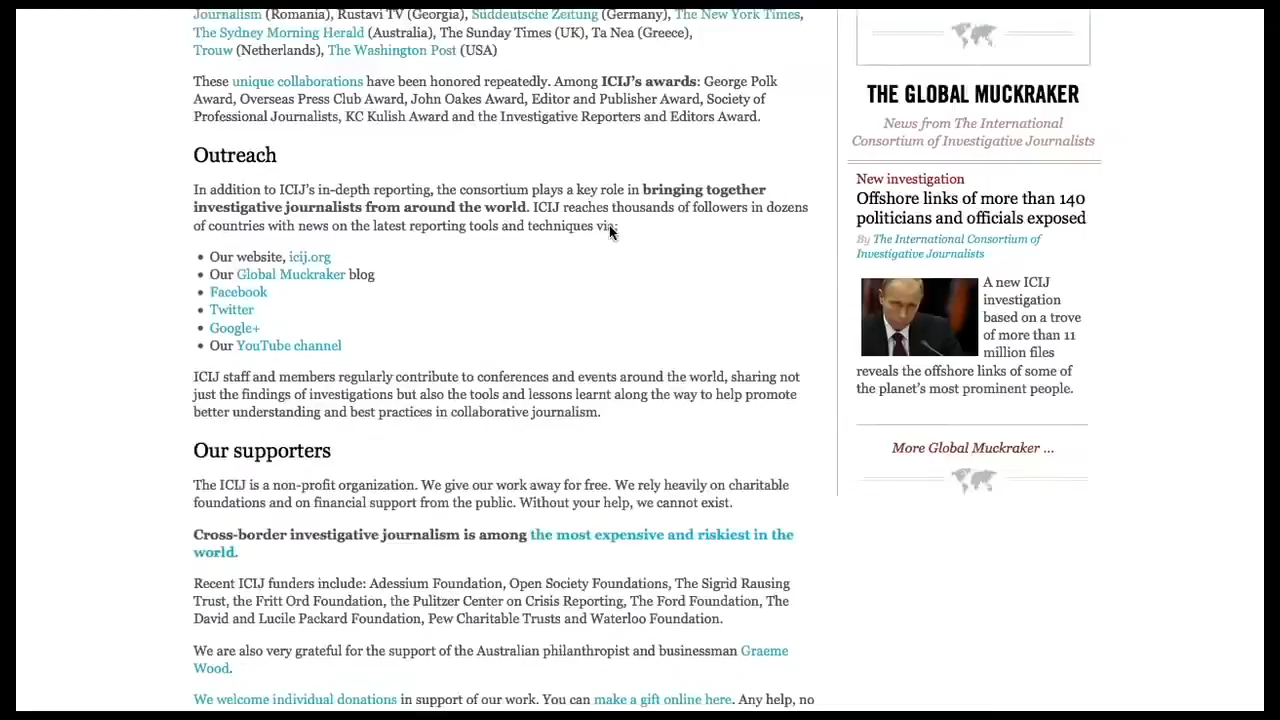 Journalism (Romania), Rustavi TV (Georgia), Süddeutsche Zeitung (Germany), The New York Times,
The Sydney Morning Herald (Australia), The Sunday Times (UK), Ta Nea (Greece),
Trouw (Netherlands), The Washington Post (USA)
These unique collaborations have been honored repeatedly. Among ICIJ's awards: George Polk
Award, Overseas Press Club Award, John Oakes Award, Editor and Publisher Award, Society of
Professional Journalists, KC Kulish Award and the Investigative Reporters and Editors Award.
Outreach
In addition to ICIJ's in-depth reporting, the consortium plays a key role in bringing together
investigative journalists from around the world. ICIJ reaches thousands of followers in dozens
of countries with news on the latest reporting tools and techniques via:
• Our website, icij.org
• Our Global Muckraker blog
• Facebook
• Twitter
• Google+
• Our YouTube channel
ICIJ staff and members regularly contribute to conferences and events around the world, sharing not
just the findings of investigations but also the tools and lessons learnt along the way to help promote
better understanding and best practices in collaborative journalism.
Our supporters
The ICIJ is a non-profit organization. We give our work away for free. We rely heavily on charitable
foundations and on financial support from the public. Without your help, we cannot exist.
Cross-border investigative journalism is among the most expensive and riskiest in the
world.
Recent ICIJ funders include: Adessium Foundation, Open Society Foundations, The Sigrid Rausing
Trust, the Fritt Ord Foundation, the Pulitzer Center on Crisis Reporting, The Ford Foundation, The
David and Lucile Packard Foundation, Pew Charitable Trusts and Waterloo Foundation.
We are also very grateful for the support of the Australian philanthropist and businessman Graeme
Wood.
We welcome individual donations in support of our work. You can make a gift online here. Any help, no
THE GLOBAL MUCKRAKER
News from The International
Consortium of Investigative Journalists
New investigation
Offshore links of more than 140
politicians and officials exposed
By The International Consortium of
Investigative Journalists
A new ICIJ
investigation
based on a trove
of more than 11
million files
reveals the offshore links of some of
the planet's most prominent people.
More Global Muckraker ...